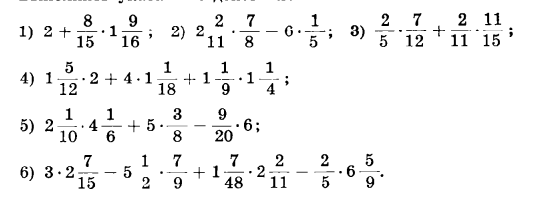 1) 2 + 8/15 · 1 9/16 ; 2) 2 2/11 · 7/8 − 6 · 1/5 ; 3) 2/5 · 7/12 + 2/11 · 11/15 ;
4) 1 5/12 · 2 + 4 · 1 1/18 + 1 1/9 · 1 1/4 ;
5) 2 1/10 · 4 1/6 + 5 · 3/8 − 9/20 · 6;
6) 3 · 2 7/15 − 5 1/2 · 7/9 + 1 7/48 · 2 2/11 − 2/5 · 6 5/9 .